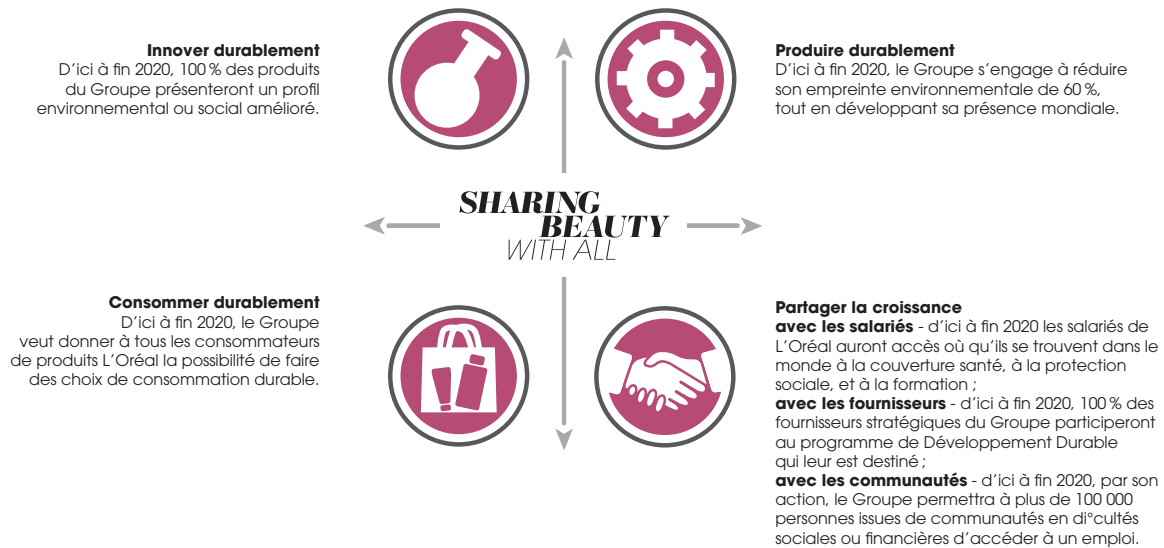 Innover durablement
D’ici à fin 2020, 100 % des produits
du Groupe présenteront un profil
environnemental ou social amélioré.
Produire durablement
D’ici à fin 2020, le Groupe s’engage à réduire
son empreinte environnementale de 60 %,
tout en développant sa présence mondiale.
SHARING
BEAUTY
WITH ALL
Consommer durablement
D’ici à fin 2020, le Groupe
veut donner à tous les consommateurs
de produits L’Oréal la possibilité de faire
des choix de consommation durable.
Partager la croissance
avec les salariés - d’ici à fin 2020 les salariés de
L’Oréal auront accès où qu’ils se trouvent dans le
monde à la couverture santé, à la protection
sociale, et à la formation ;
avec les fournisseurs - d’ici à fin 2020, 100 % des
fournisseurs stratégiques du Groupe participeront
au programme de Développement Durable
qui leur est destiné ;
avec les communautés - d’ici à fin 2020, par son
action, le Groupe permettra à plus de 100 000
personnes issues de communautés en di°cultés
sociales ou financières d’accéder à un emploi.